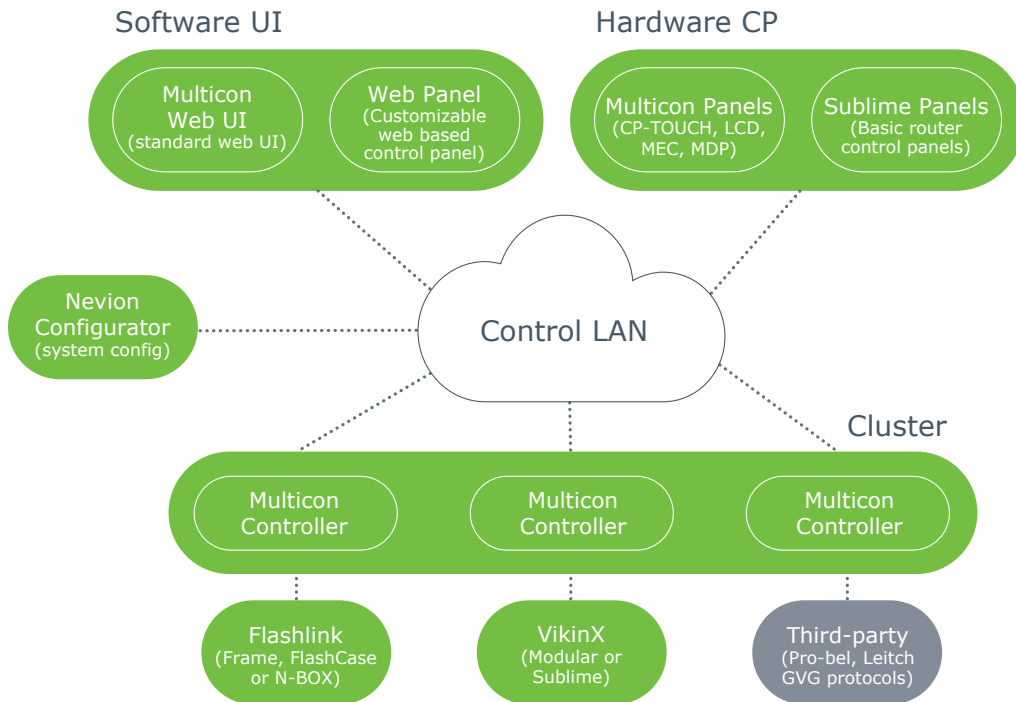 Software UI
Hardware CP
Multicon
Web UI
(standard web UI)
Web Panel
(Customizable
web based
control panel)
Multicon Panels
(CP-TOUCH, LCD,
MEC, MDP)
Sublime Panels
(Basic router
control panels)
Nevion
Configurator
(system config)
Control LAN
Cluster
Multicon
Controller
Multicon
Controller
Multicon
Controller
Flashlink
(Frame, FlashCase
or N-BOX)
VikinX
(Modular or
Sublime)
Third-party
(Pro-bel, Leitch
GVG protocols)